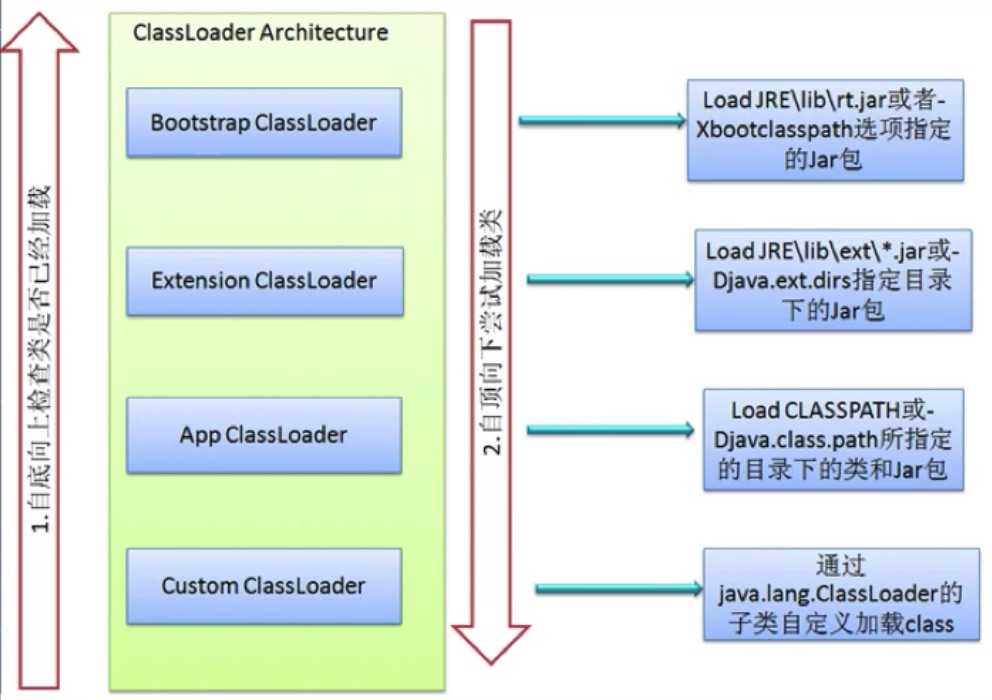 ClassLoader Architecture
1.自底向上检查类是否已经加载
Bootstrap ClassLoader
Extension ClassLoader
App ClassLoader
Custom ClassLoader
2.自顶向下尝试加载类
Load JRE\lib\rt.jar或者-
Xbootclasspath选项指定
的Jar包
Load JRE\lib\ext\*.jar或-
Djava.ext.dirs指定目录
下的Jar包
Load CLASSPATH或-
Djava.class.path所指定
的目录下的类和Jar包
通过
java.lang.ClassLoader的
子类自定义加载class